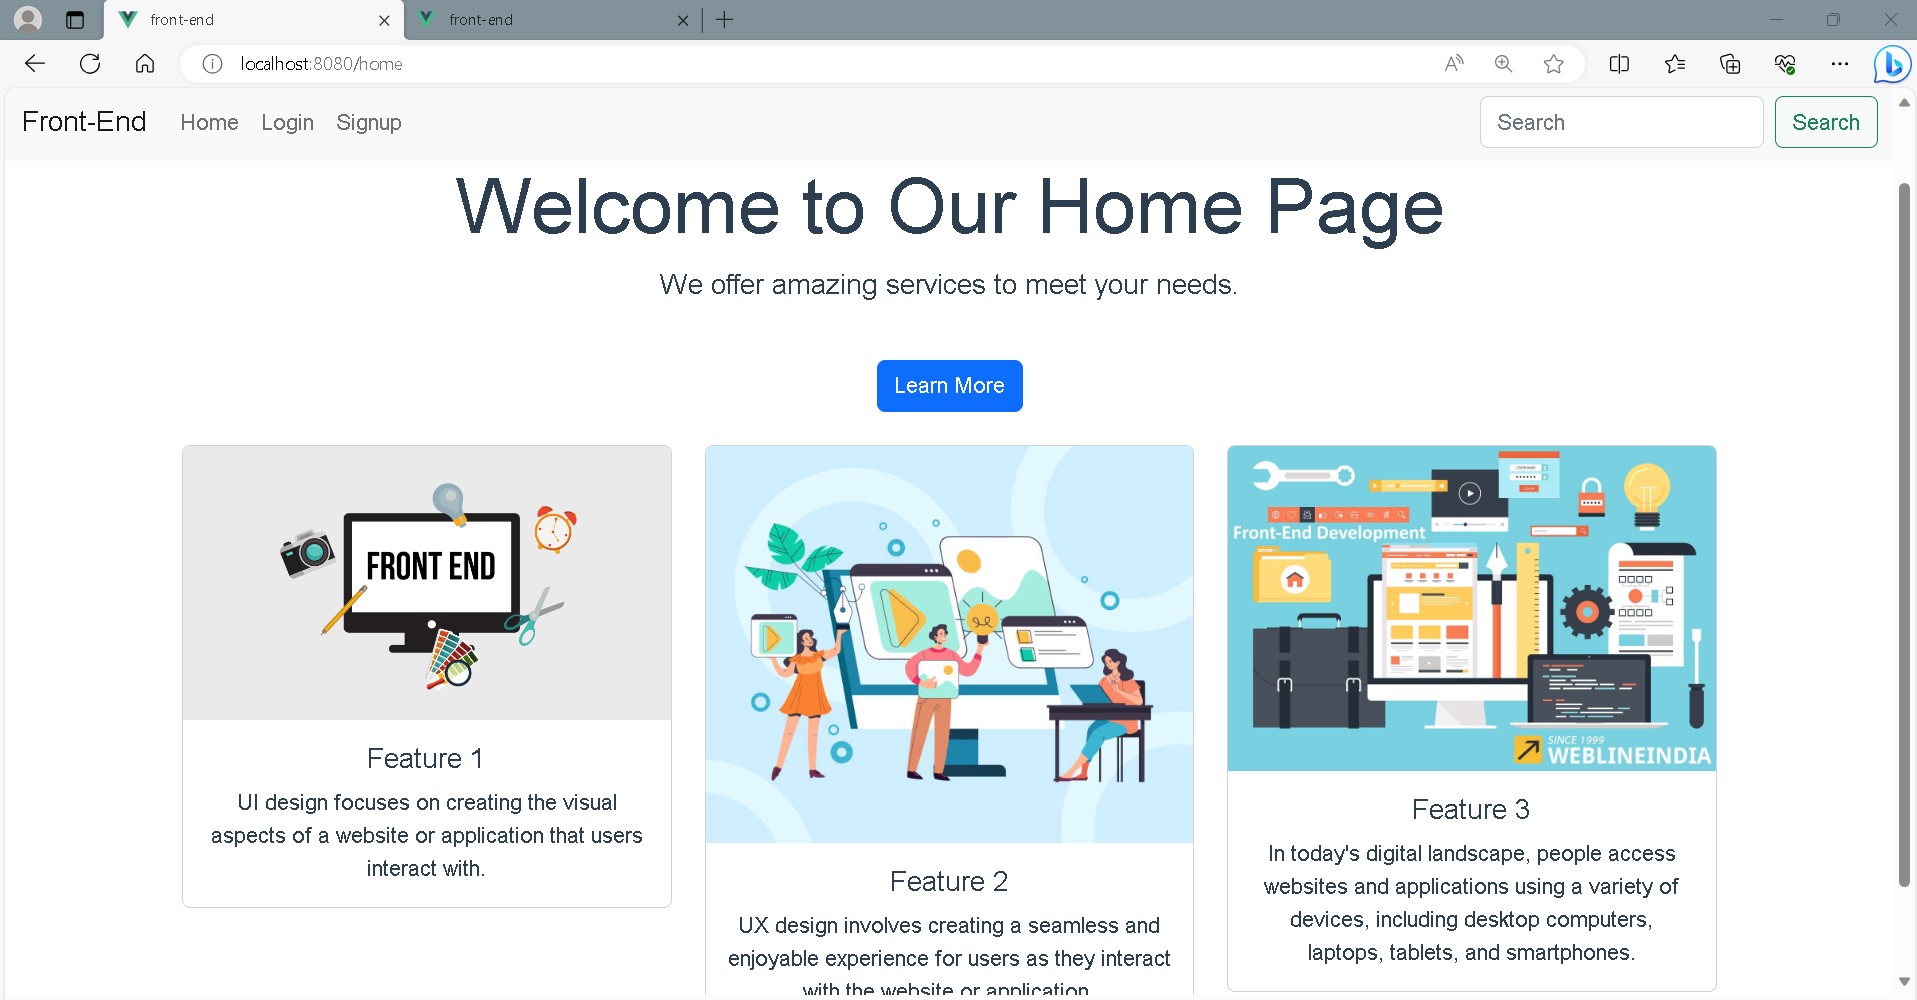 front-end
front-end
localhost:8080/home
Front-End Home Login Signup Search Search
Welcome to Our Home Page
We offer amazing services to meet your needs.
Learn More
FRONT END
Feature 1
UI design focuses on creating the visual
aspects of a website or application that users
interact with.
Feature 2
UX design involves creating a seamless and
enjoyable experience for users as they interact
with the website or application.
USERNAME
Front-End Development
SINCE 1999
WEBLINEINDIA
Feature 3
In today's digital landscape, people access
websites and applications using a variety of
devices, including desktop computers,
laptops, tablets, and smartphones.